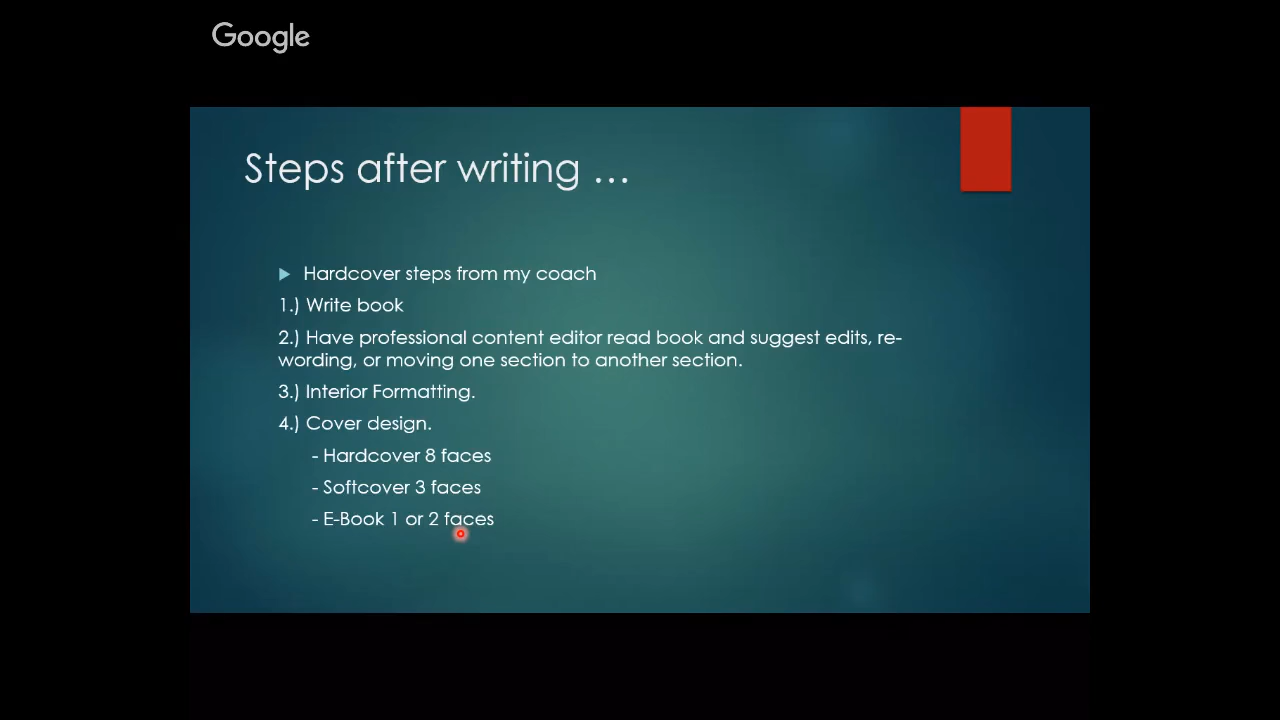 Google
Steps after writing ...
Hardcover steps from my coach
1.) Write book
2.) Have professional content editor read book and suggest edits, re-
wording, or moving one section to another section.
3.) Interior Formatting.
4.) Cover design.
- Hardcover 8 faces
- Softcover 3 faces
- E-Book 1 or 2 faces